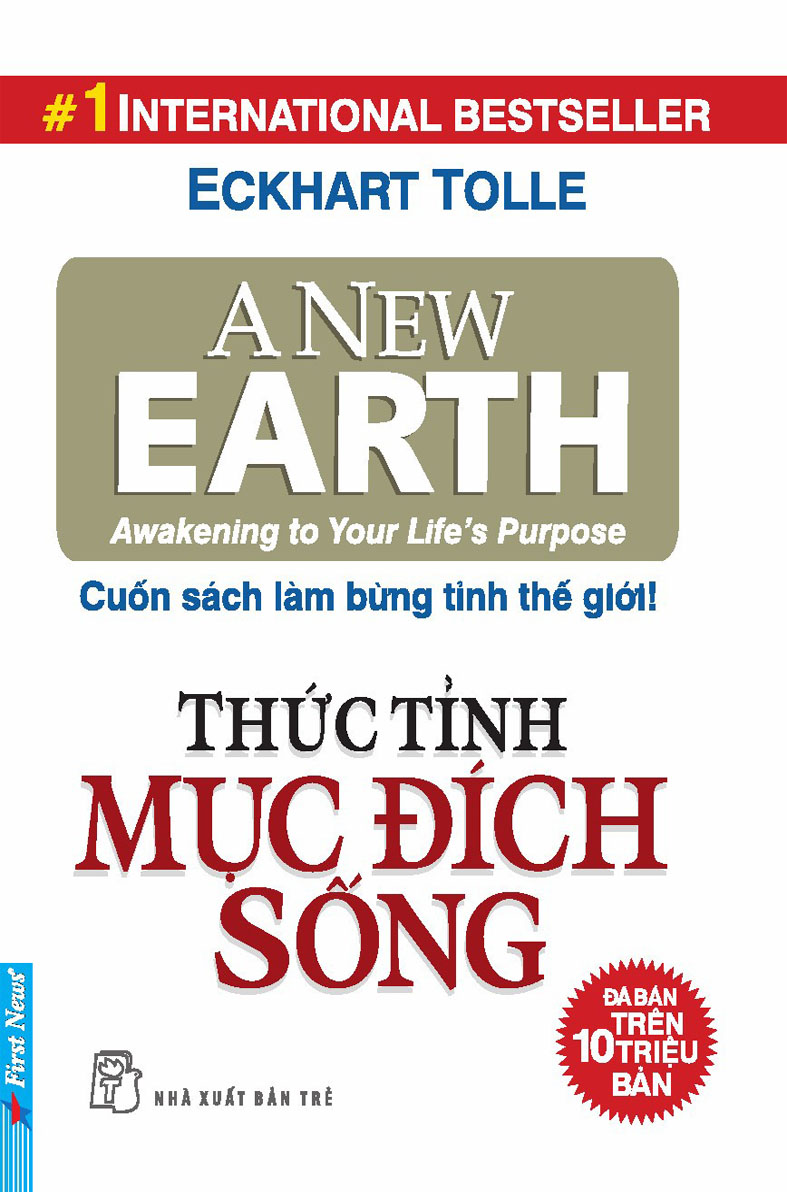 #1 INTERNATIONAL BESTSELLER
ECKHART TOLLE
A NEW
EARTH
Awakening to Your Life's Purpose
Cuốn sách làm bừng tỉnh thế giới!
THỨC TỈNH
MỤC ĐÍCH
SỐNG
ĐÃ BÁN
TRÊN
10 TRIỆU
BẢN
First News®
T
NHÀ XUẤT BẢN TRẺ